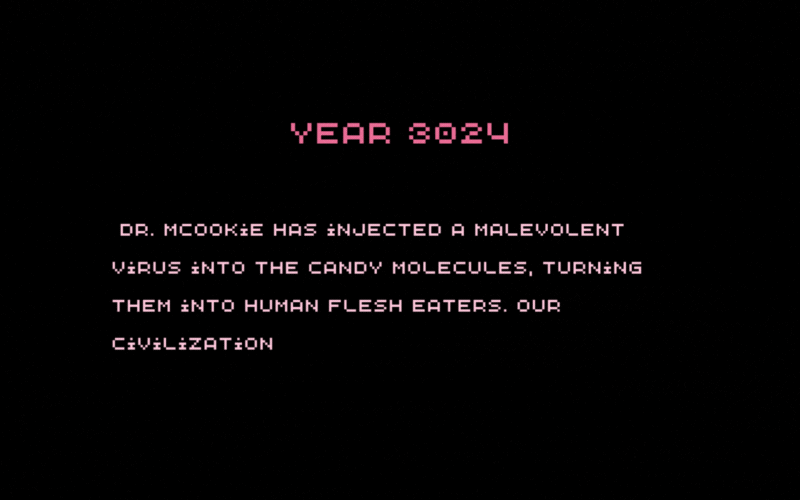 YEAR 3024
DR. MCOOKiE HAS iNJECTED A MALEVOLENT
ViRUS iNTO THE CANDY MOLECULES, TURNiNG
THEM iNTO HUMAN FLESH EATERS. OUR
CiViLiZATiON